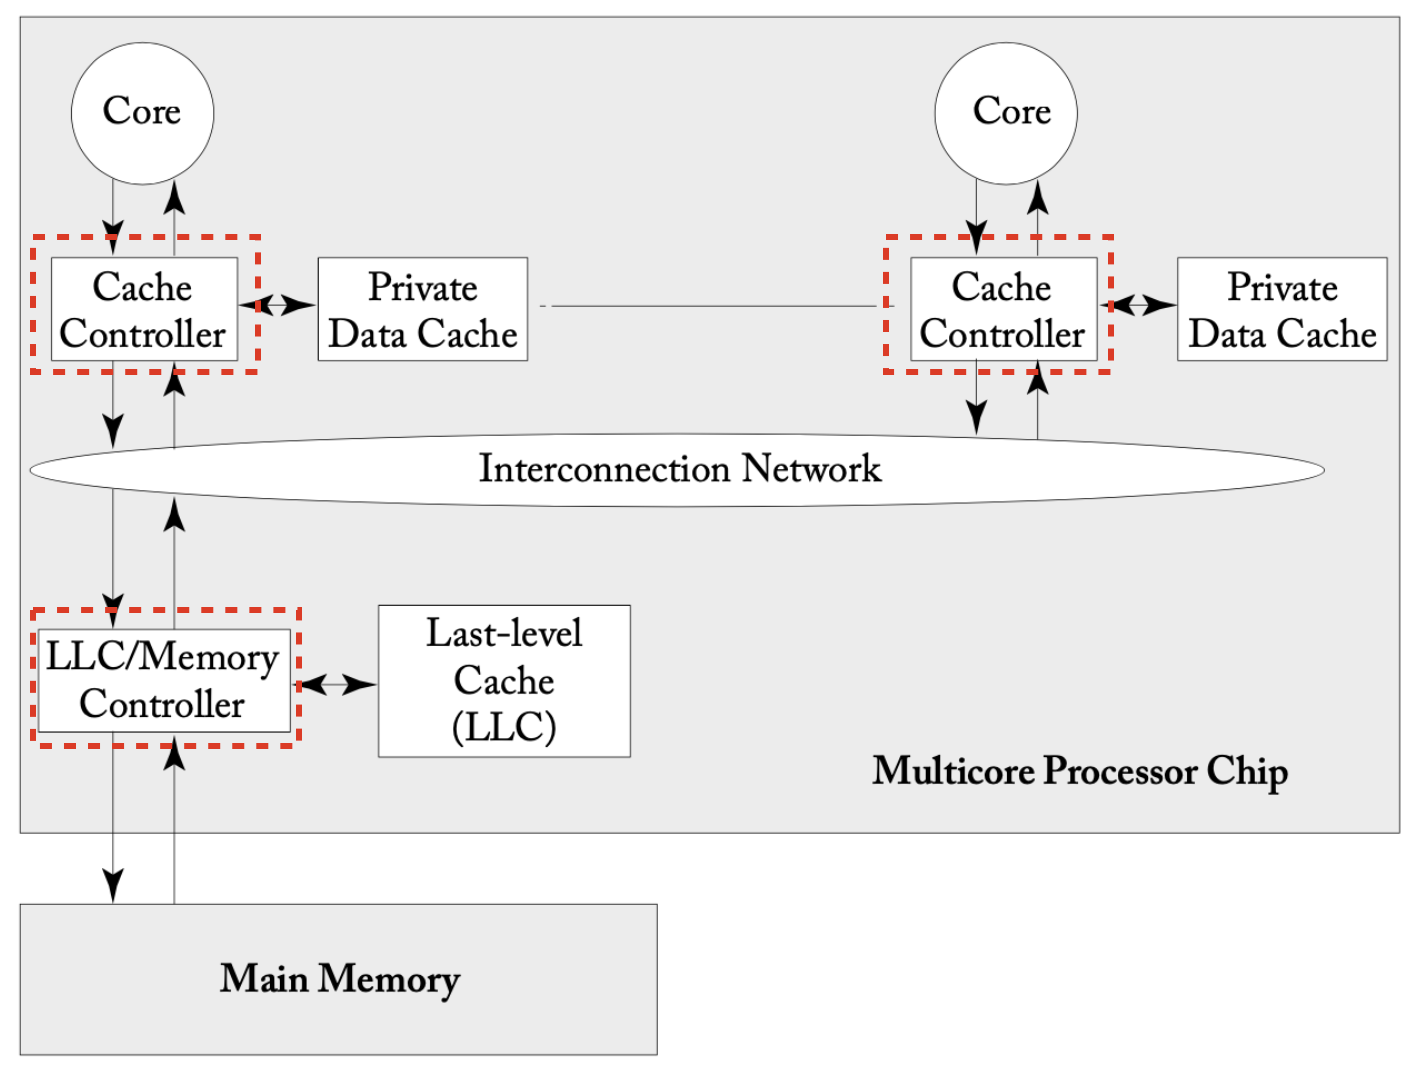 Core
Core
Cache
Controller
Private
Data Cache
Cache
Controller
Private
Data Cache
Interconnection Network
LLC/Memory
Controller
Last-level
Cache
(LLC)
Multicore Processor Chip
Main Memory